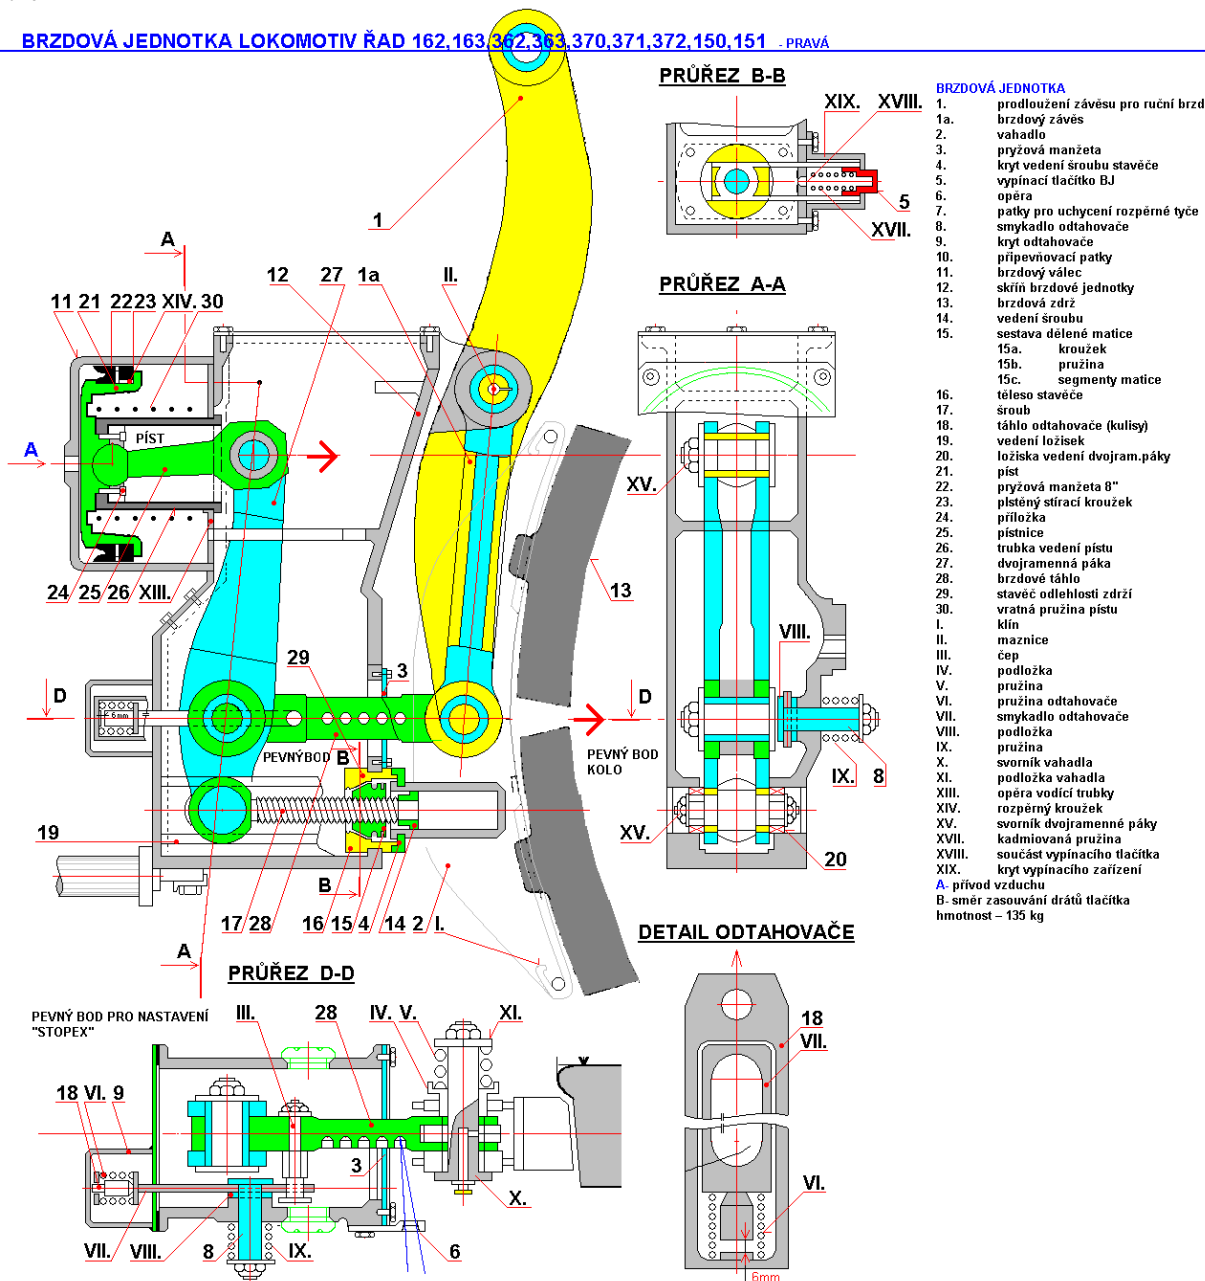 BRZDOVÁ JEDNOTKA LOKOMOTIV ŘAD 162,163,362,363,370,371,372,150,151 - PRAVÁ
PRŮŘEZ B-B
XIX. XVIII.
5
XVII.
1
A
12 27 1a II.
11 21 22 23 XIV. 30
PÍST
A
24 25 26 XIII.
13
29 3
D
6mm
PEVNÝ BOD
B
PEVNÝ BOD
KOLO
19
B
17 28 16 15 4 14 2 I.
A
PRŮŘEZ A-A
XV.
VIII.
D
IX. 8
XV.
20
BRZDOVÁ JEDNOTKA
1. prodloužení závěsu pro ruční brzd
1a. brzdový závěs
2. vahadlo
3. pryžová manžeta
4. kryt vedení šroubu stavěče
5. vypínací tlačítko BJ
6. opěra
7. patky pro uchycení rozpěrné tyče
8. smykadlo odtahovače
9. kryt odtahovače
10. připevňovací patky
11. brzdový válec
12. skříň brzdové jednotky
13. brzdová zdrž
14. vedení šroubu
15. sestava dělené matice
15a. kroužek
15b. pružina
15c. segmenty matice
16. těleso stavěče
17. šroub
18. táhlo odtahovače (kulisy)
19. vedení ložisek
20. ložiska vedení dvojram.páky
21. píst
22. pryžová manžeta 8"
23. plstěný stírací kroužek
24. příložka
25. pístnice
26. trubka vedení pístu
27. dvojramenná páka
28. brzdové táhlo
29. stavěč odlehlosti zdrží
30. vratná pružina pístu
I. klín
II. maznice
III. čep
IV. podložka
V. pružina
VI. pružina odtahovače
VII. smykadlo odtahovače
VIII. podložka
IX. pružina
X. svorník vahadla
XI. podložka vahadla
XIII. opěra vodící trubky
XIV. rozpěrný kroužek
XV. svorník dvojramenné páky
XVII. kadmiovaná pružina
XVIII. součást vypínacího tlačítka
XIX. kryt vypínacího zařízení
A- přívod vzduchu
B- směr zasouvání drátů tlačítka
hmotnost – 135 kg
PRŮŘEZ D-D
PEVNÝ BOD PRO NASTAVENÍ
"STOPEX"
III. 28 IV. V. XI.
18 VI. 9
3
X.
VII. VIII. 8 IX. 6
DETAIL ODTAHOVAČE
18
VII.
VI.
6mm